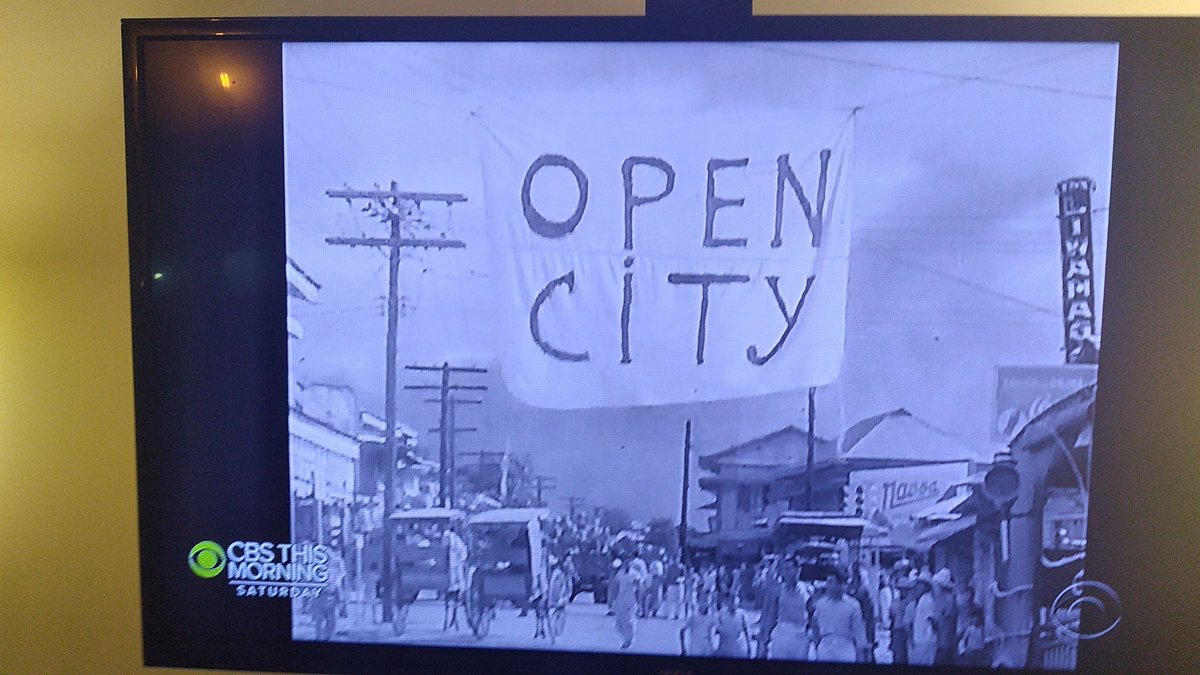 OPEN
CiTY
CBS THIS
MORNING
SATURDAY